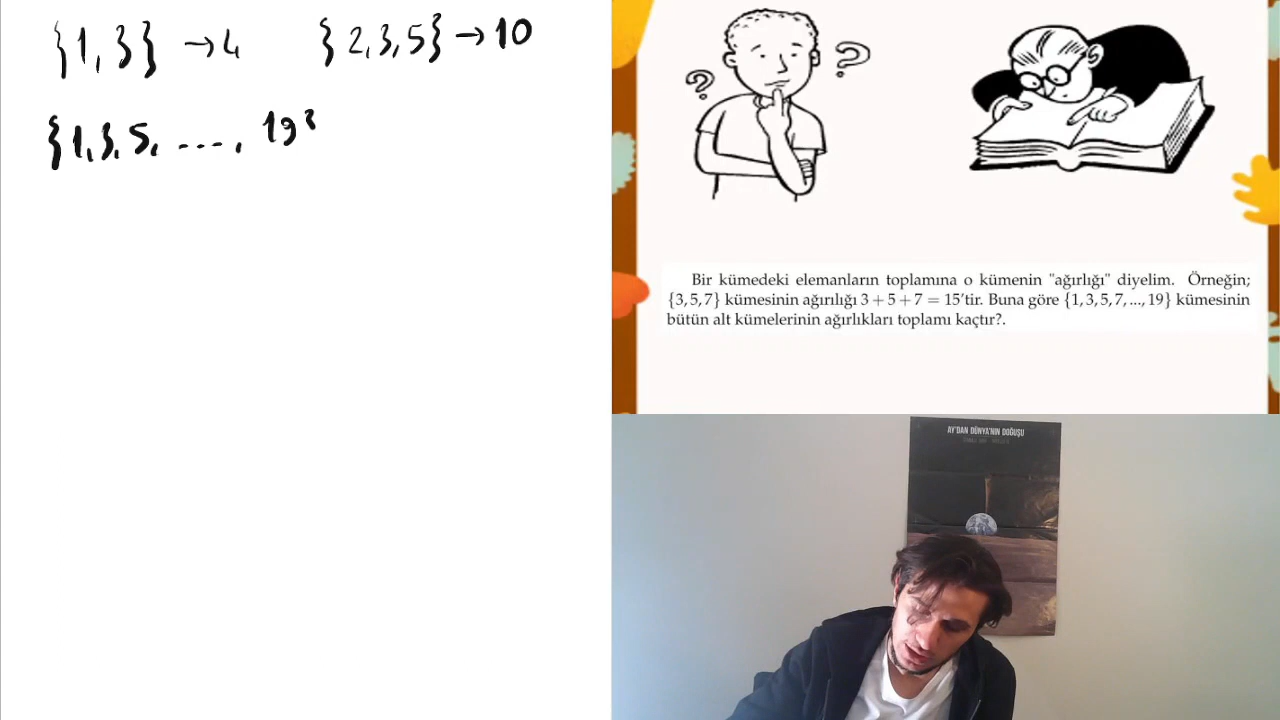 {1, 3} → 4 {2, 3, 5} → 10
{1, 3, 5, ...., 19}
? ?
Bir kümedeki elemanların toplamına o kümenin "ağırlığı" diyelim. Örneğin;
{3, 5, 7} kümesinin ağırılığı 3 + 5 + 7 = 15'tir. Buna göre {1, 3, 5, 7, ..., 19} kümesinin
bütün alt kümelerinin ağırlıkları toplamı kaçtır?.
AY'DAN DÜNYA'NIN DOĞUŞU